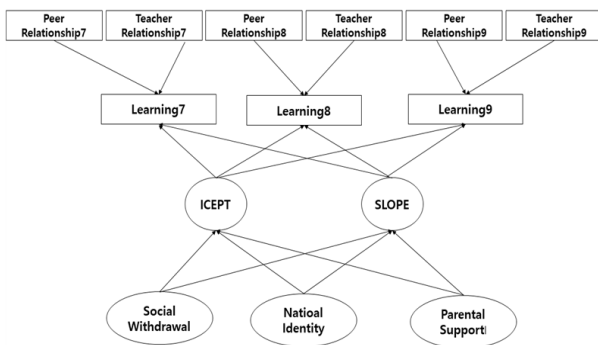 Peer
Relationship7
Teacher
Relationship7
Peer
Relationship8
Teacher
Relationship8
Peer
Relationship9
Teacher
Relationship9
Learning7
Learning8
Learning9
ICEPT
SLOPE
Social
Withdrawal
Natioal
Identity
Parental
Support